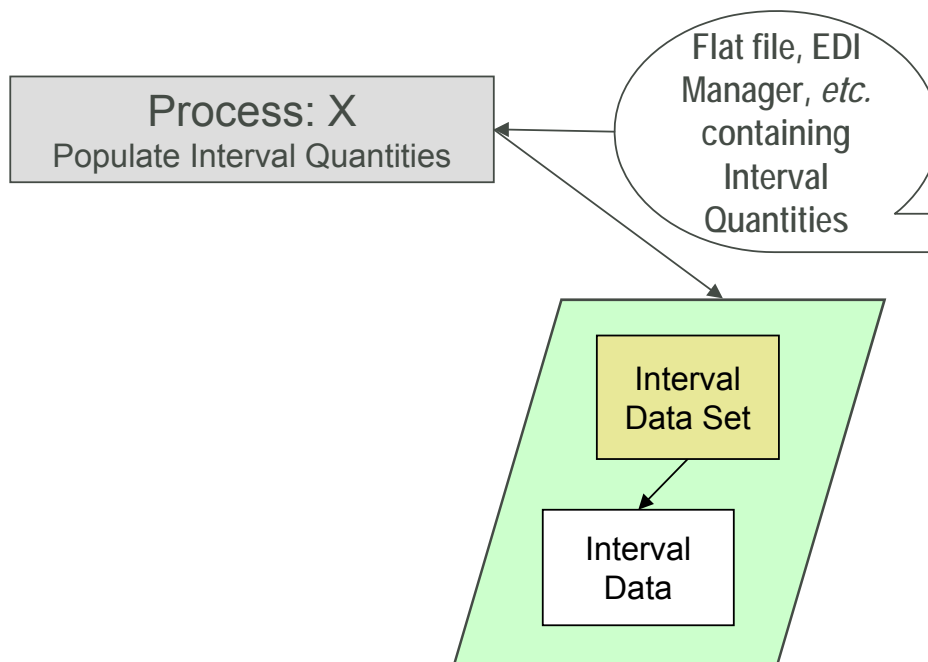 Process: X
Populate Interval Quantities
Flat file, EDI
Manager, etc.
containing
Interval
Quantities
Interval
Data Set
Interval
Data